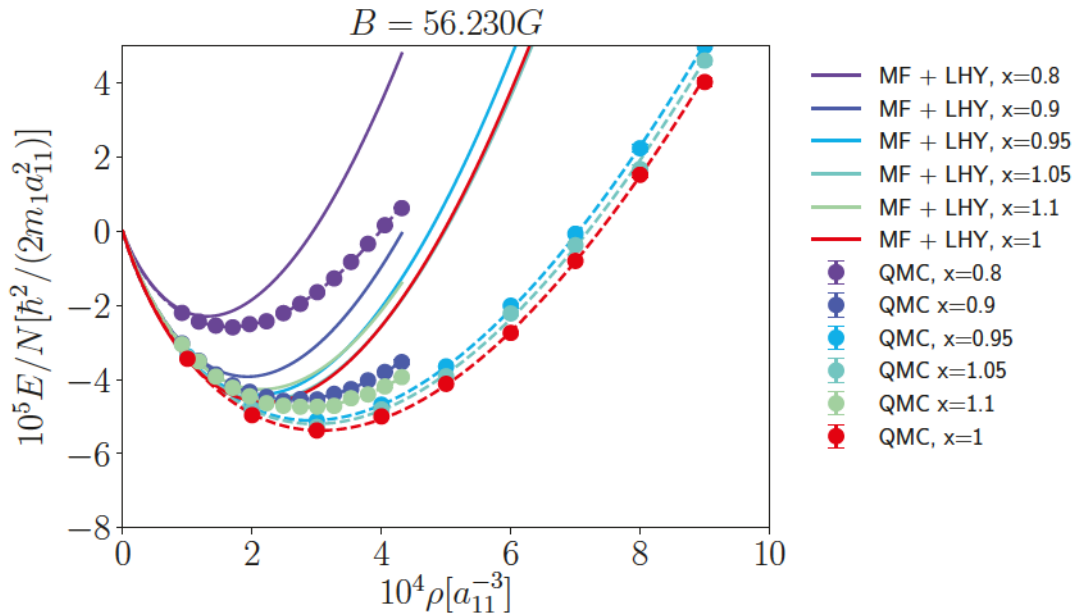 B = 56.230G
10⁵E/N[ħ²/(2m₁a₁₁²)]
4
2
0
−2
−4
−6
−8
0 2 4 6 8 10
10⁴ρ[a₁₁⁻³]
MF + LHY, x=0.8
MF + LHY, x=0.9
MF + LHY, x=0.95
MF + LHY, x=1.05
MF + LHY, x=1.1
MF + LHY, x=1
QMC, x=0.8
QMC x=0.9
QMC, x=0.95
QMC x=1.05
QMC x=1.1
QMC, x=1